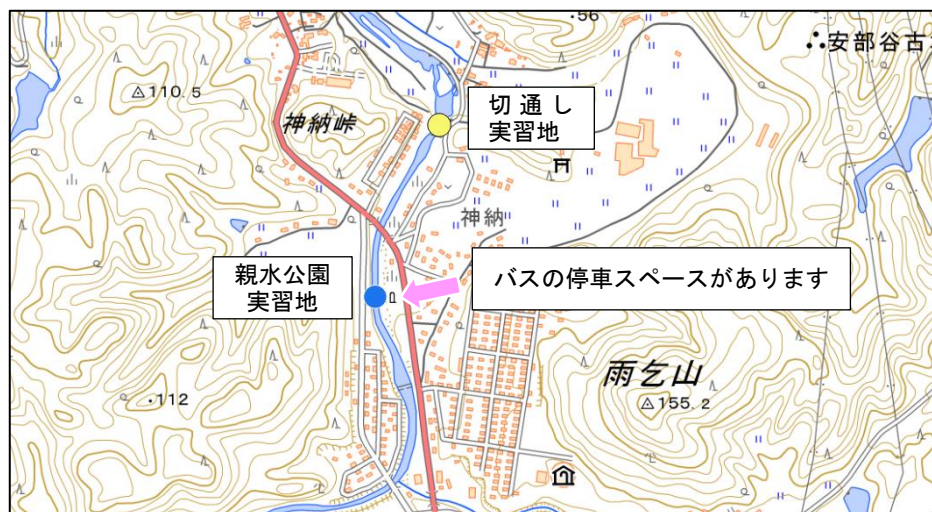 ・56
安部谷古
110.5
切通し
実習地
神納峠
神納
親水公園
実習地
バスの停車スペースがあります
雨乞山
155.2
・112